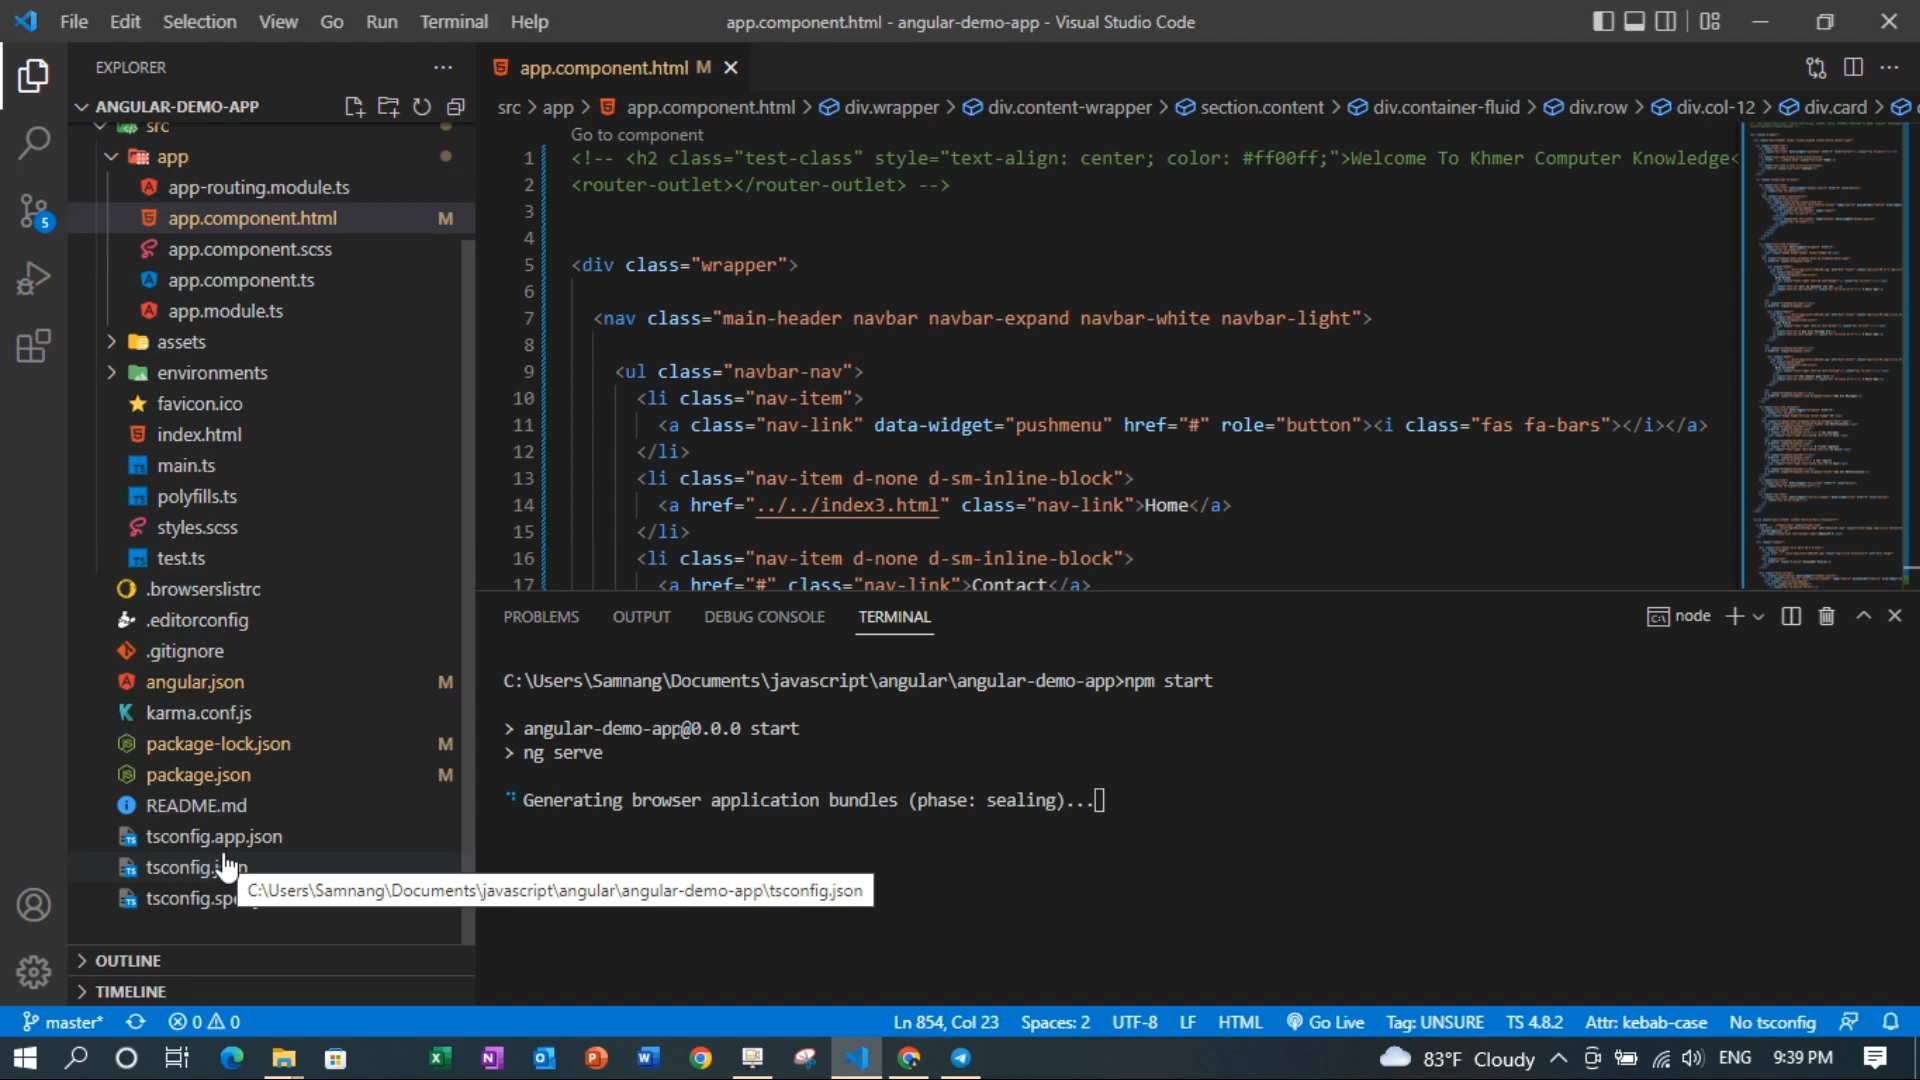 File Edit Selection View Go Run Terminal Help
app.component.html - angular-demo-app - Visual Studio Code
EXPLORER
ANGULAR-DEMO-APP
src
app
app-routing.module.ts
app.component.html M
app.component.scss
app.component.ts
app.module.ts
assets
environments
favicon.ico
index.html
main.ts
polyfills.ts
styles.scss
test.ts
.browserslistrc
.editorconfig
.gitignore
angular.json M
karma.conf.js
package-lock.json M
package.json M
README.md
tsconfig.app.json
tsconfig.json
C:\Users\Samnang\Documents\javascript\angular\angular-demo-app\tsconfig.json
OUTLINE
TIMELINE
5
app.component.html M
src > app > app.component.html > div.wrapper > div.content-wrapper > section.content > div.container-fluid > div.row > div.col-12 > div.card >
Go to component
1 <!-- <h2 class="test-class" style="text-align: center; color: #ff00ff;">Welcome To Khmer Computer Knowledge<
2 <router-outlet></router-outlet> -->
3
4
5 <div class="wrapper">
6
7 <nav class="main-header navbar navbar-expand navbar-white navbar-light">
8
9 <ul class="navbar-nav">
10 <li class="nav-item">
11 <a class="nav-link" data-widget="pushmenu" href="#" role="button"><i class="fas fa-bars"></i></a>
12 </li>
13 <li class="nav-item d-none d-sm-inline-block">
14 <a href="../../index3.html" class="nav-link">Home</a>
15 </li>
16 <li class="nav-item d-none d-sm-inline-block">
17 <a href="#" class="nav-link">Contact</a>
PROBLEMS OUTPUT DEBUG CONSOLE TERMINAL
node
C:\Users\Samnang\Documents\javascript\angular\angular-demo-app>npm start
> angular-demo-app@0.0.0 start
> ng serve
Generating browser application bundles (phase: sealing)...
master* 0 0
Ln 854, Col 23 Spaces: 2 UTF-8 LF HTML Go Live Tag: UNSURE TS 4.8.2 Attr: kebab-case No tsconfig
83°F Cloudy ENG 9:39 PM